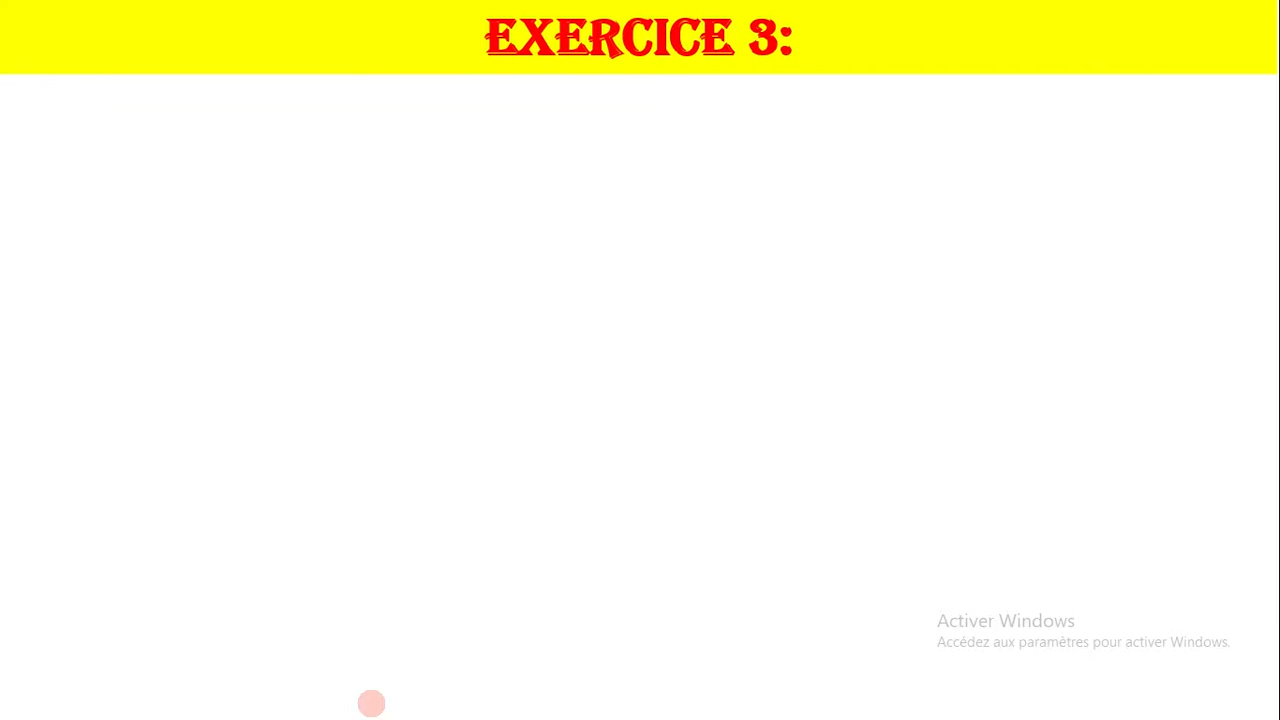 EXERCICE 3:
Activer Windows
Accédez aux paramètres pour activer Windows.